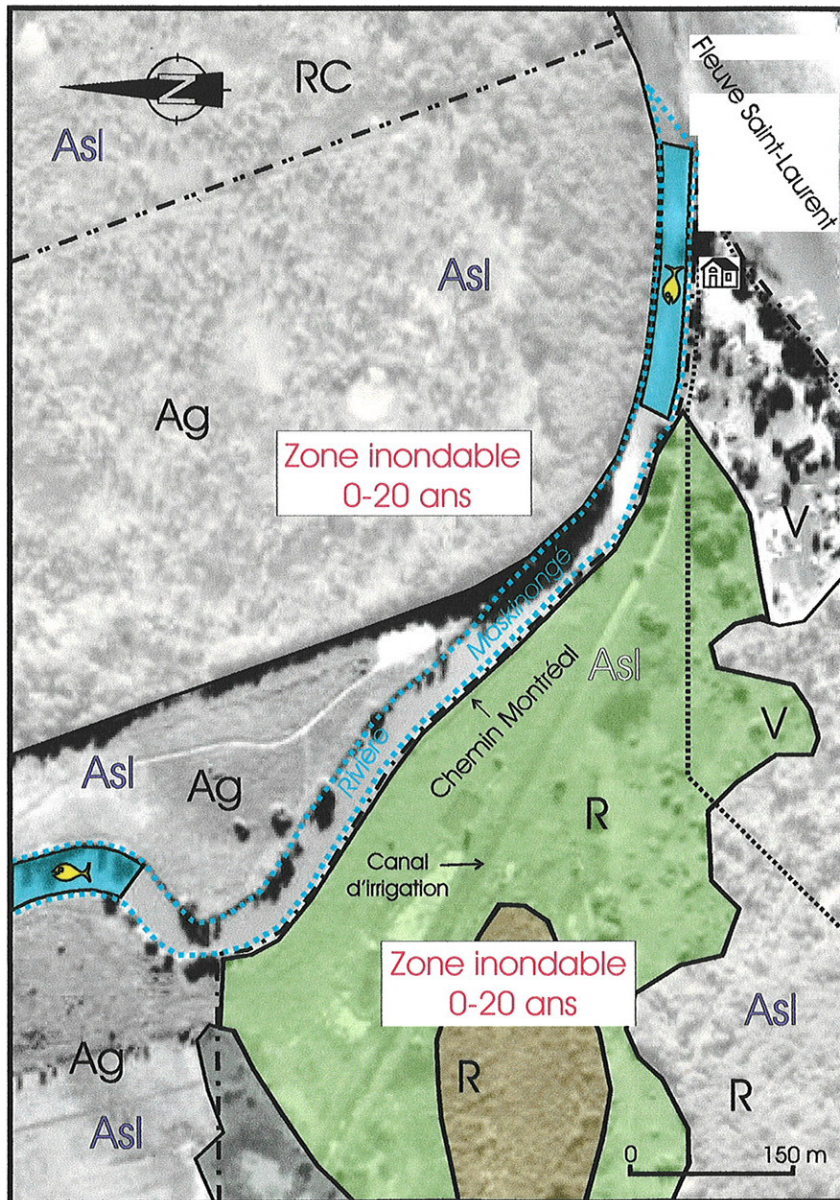 RC
Fleuve Saint-Laurent
N
Asl
Asl
Ag
Zone inondable
0-20 ans
V
Rivière Maskinongé
Asl
Chemin Montréal
V
Asl
Ag
R
Canal
d'irrigation
Zone inondable
0-20 ans
Asl
Ag
R
R
Asl
0 150 m